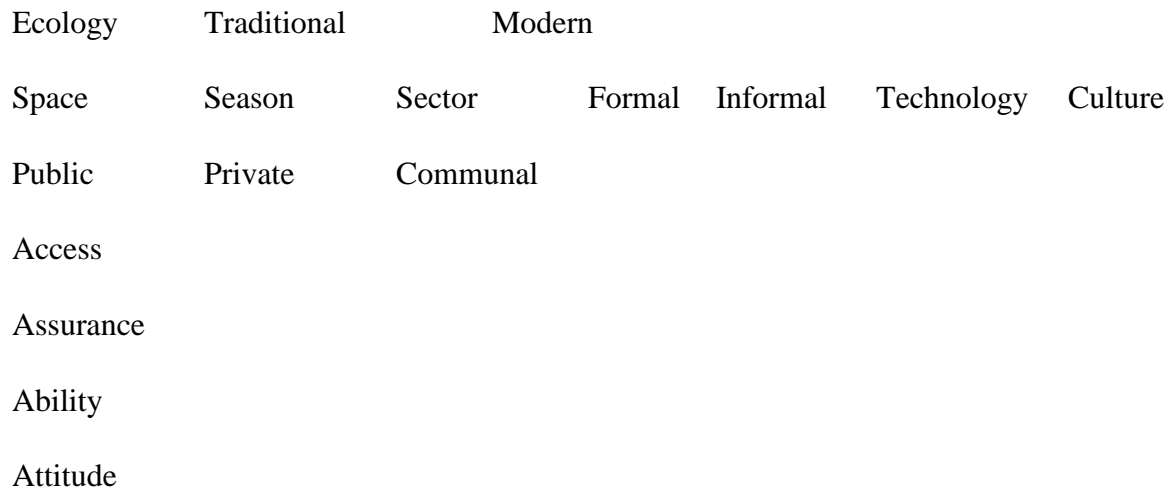 Ecology Traditional Modern
Space Season Sector Formal Informal Technology Culture
Public Private Communal
Access
Assurance
Ability
Attitude